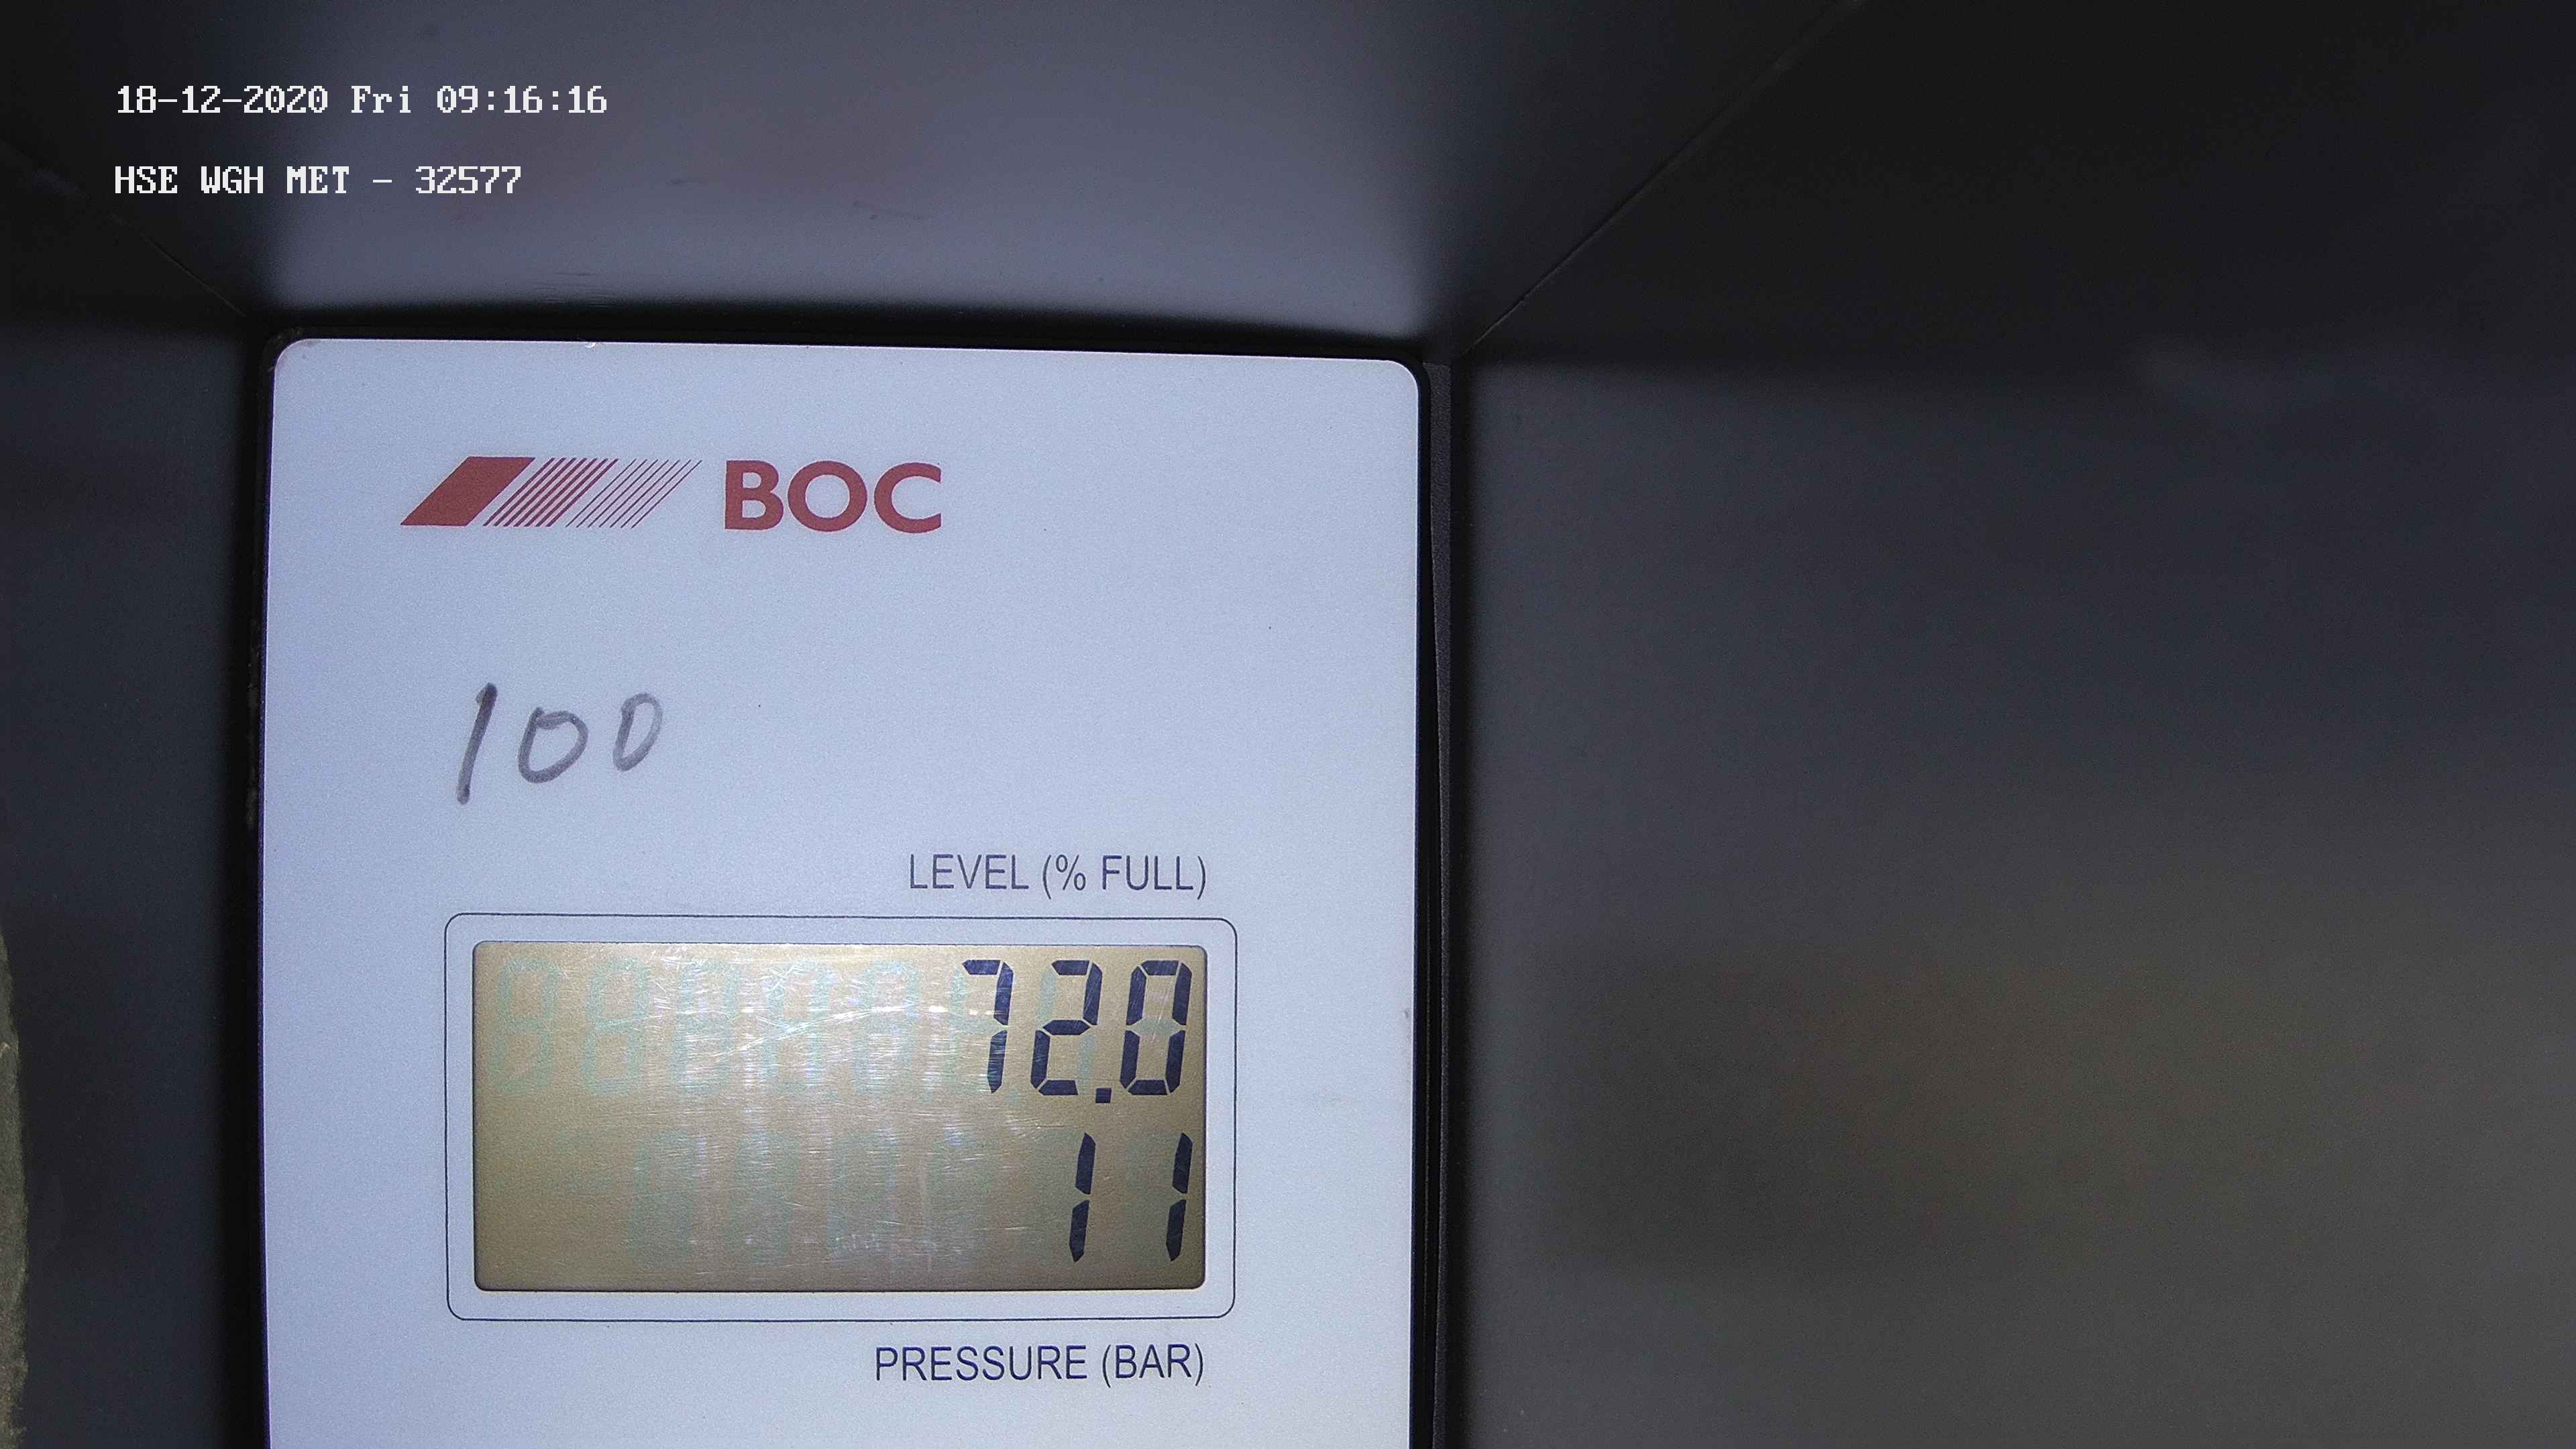 18-12-2020 Fri 09:16:16
HSE WGH MET - 32577
BOC
100
LEVEL (% FULL)
72.0
11
PRESSURE (BAR)